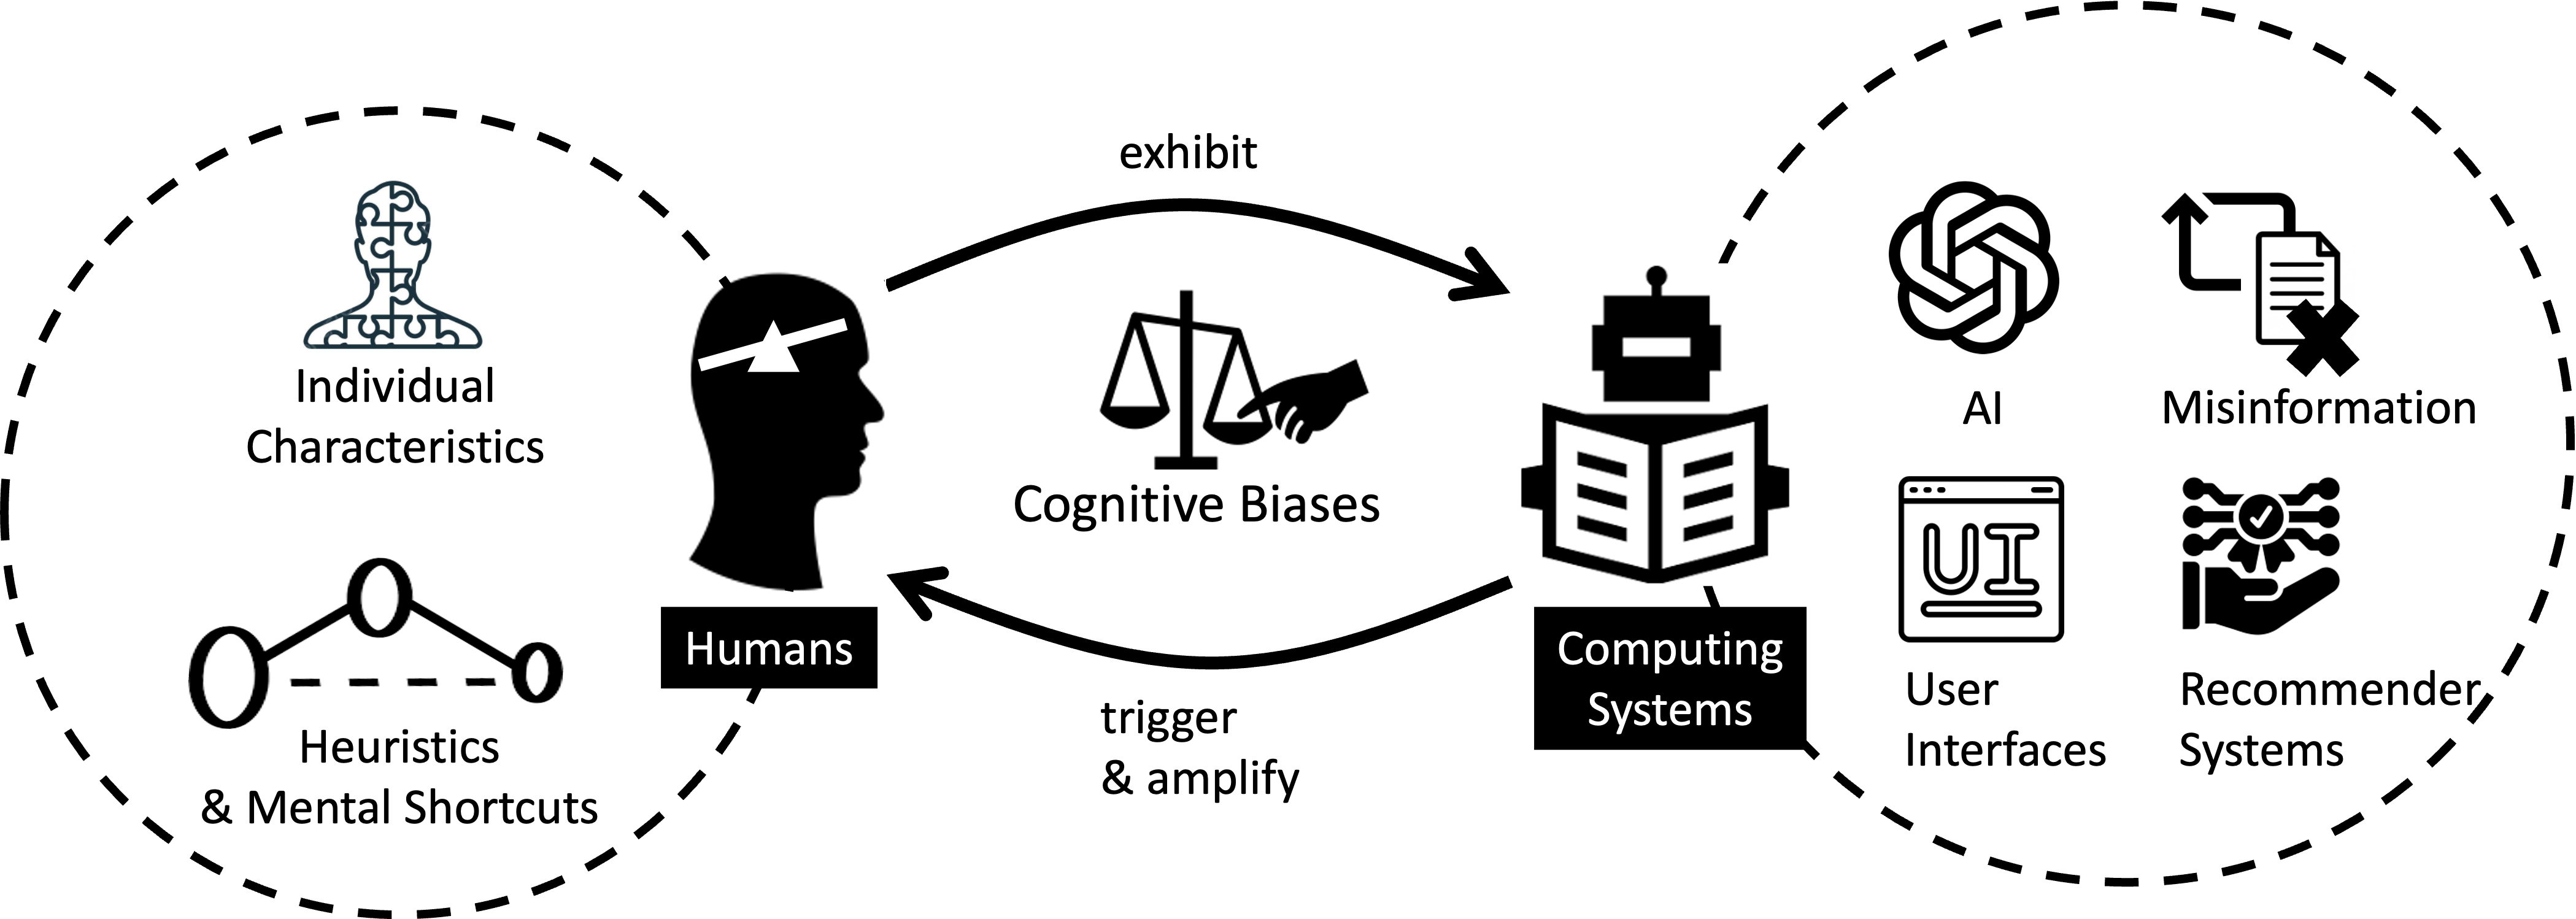 exhibit
Individual
Characteristics
Heuristics
& Mental Shortcuts
Humans
Cognitive Biases
trigger
& amplify
Computing
Systems
AI
Misinformation
UI
User
Interfaces
Recommender
Systems